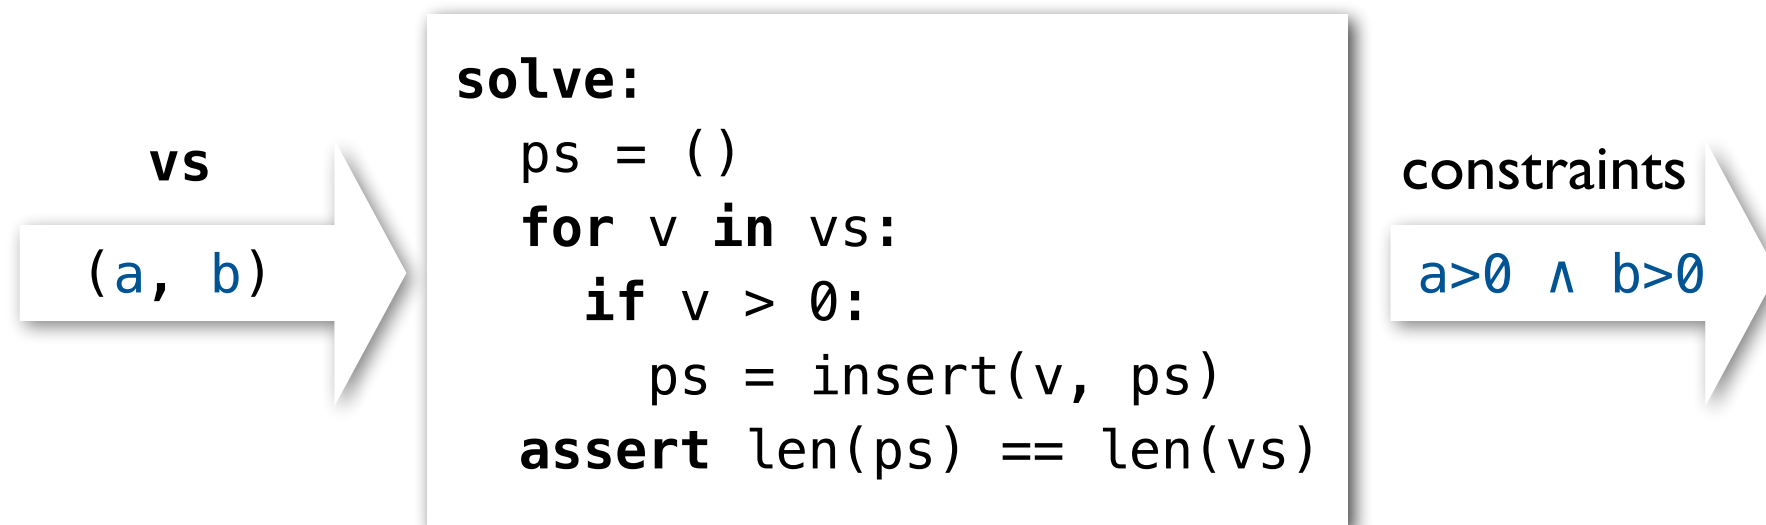 vs
(a, b)
solve:
ps = ()
for v in vs:
if v > 0:
ps = insert(v, ps)
assert len(ps) == len(vs)
constraints
a>0 ∧ b>0